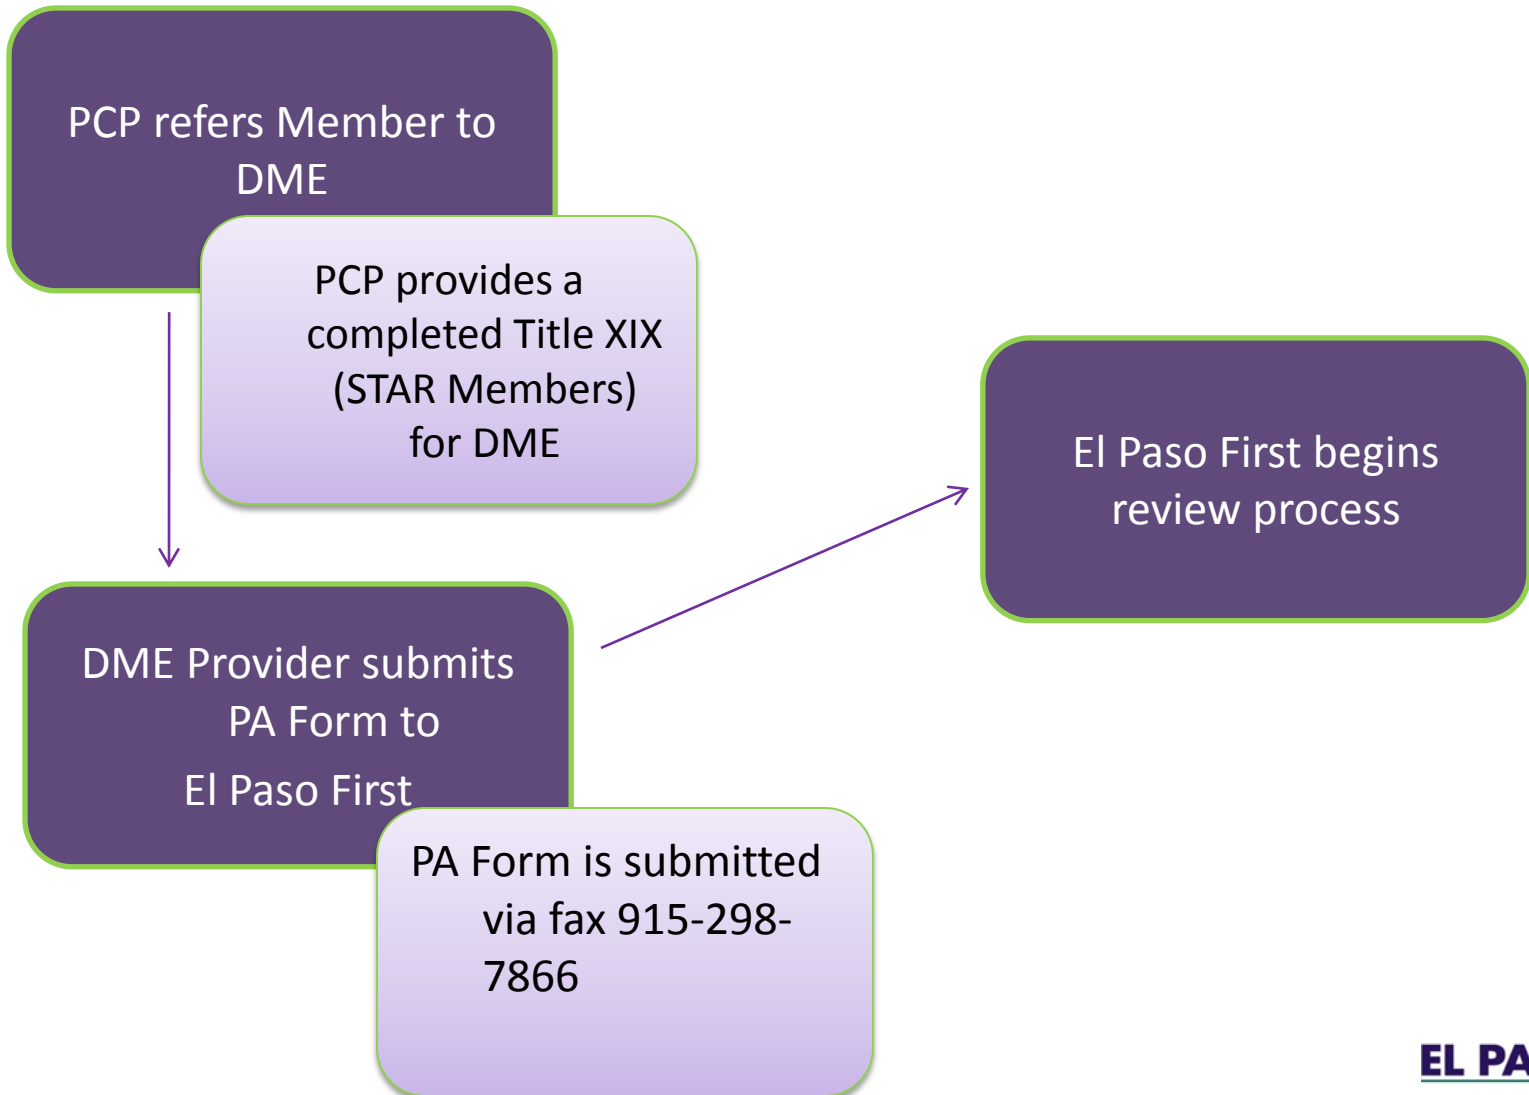 PCP refers Member to
DME
PCP provides a
completed Title XIX
(STAR Members)
for DME
El Paso First begins
review process
DME Provider submits
PA Form to
El Paso First
PA Form is submitted
via fax 915-298-
7866
EL PA